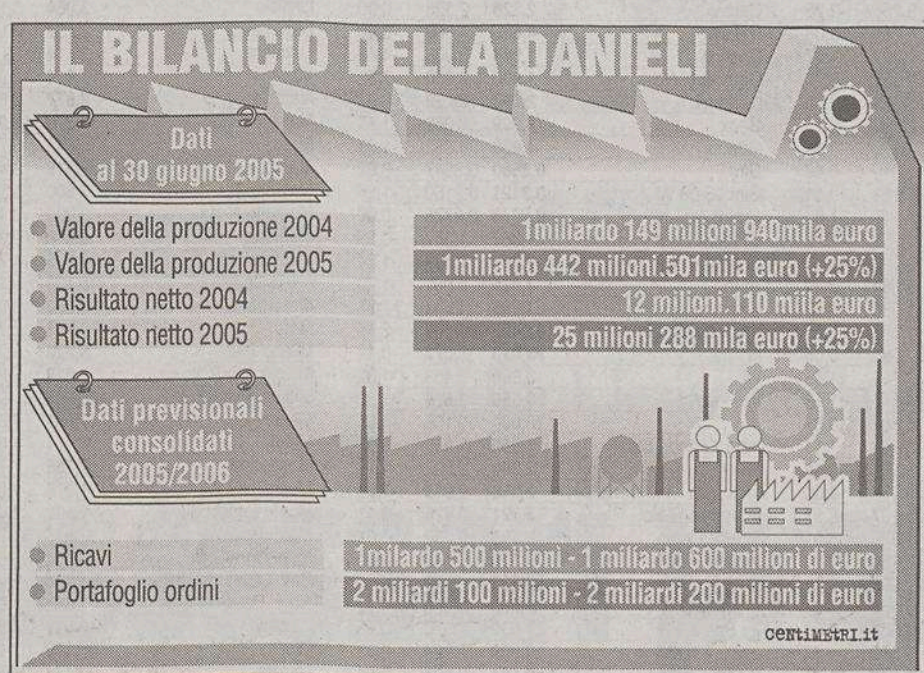 IL BILANCIO DELLA DANIELI
Dati
al 30 giugno 2005
Valore della produzione 2004 1miliardo 149 milioni 940mila euro
Valore della produzione 2005 1miliardo 442 milioni.501mila euro (+25%)
Risultato netto 2004 12 milioni.110 miila euro
Risultato netto 2005 25 milioni 288 mila euro (+25%)
Dati previsionali
consolidati
2005/2006
Ricavi 1milardo 500 milioni - 1 miliardo 600 milioni di euro
Portafoglio ordini 2 miliardi 100 milioni - 2 miliardi 200 milioni di euro
CENTIMETRI.it